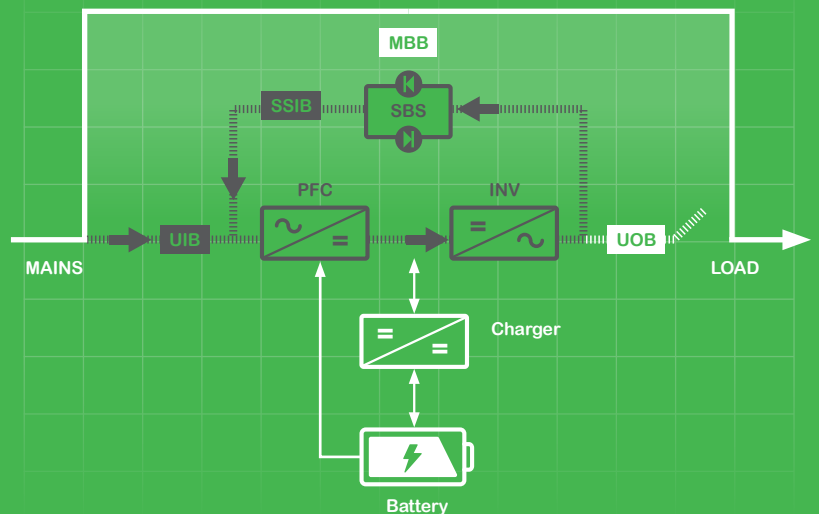 MBB
SSIB
SBS
PFC
INV
UIB
UOB
MAINS
LOAD
Charger
Battery